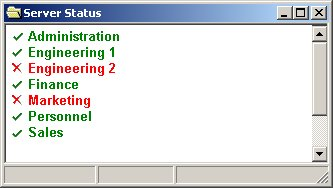 Server Status
Administration
Engineering 1
Engineering 2
Finance
Marketing
Personnel
Sales